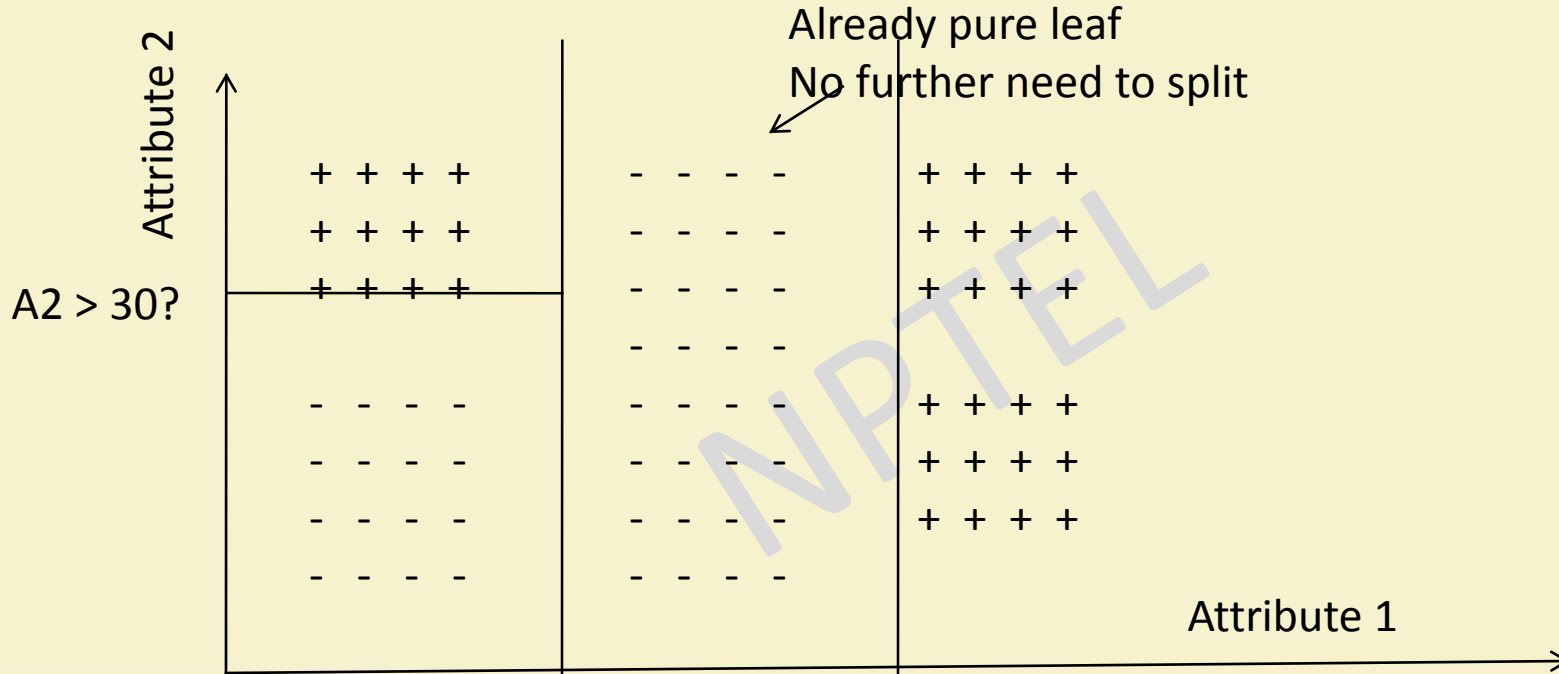 Already pure leaf
No further need to split
Attribute 2
+ + + + - - - - + + + +
+ + + + - - - - + + + +
A2 > 30?
+ + + + - - - - + + + +
- - - -
- - - - - - - - + + + +
- - - - - - - - + + + +
- - - - - - - - + + + +
- - - - - - - -
Attribute 1
NPTEL